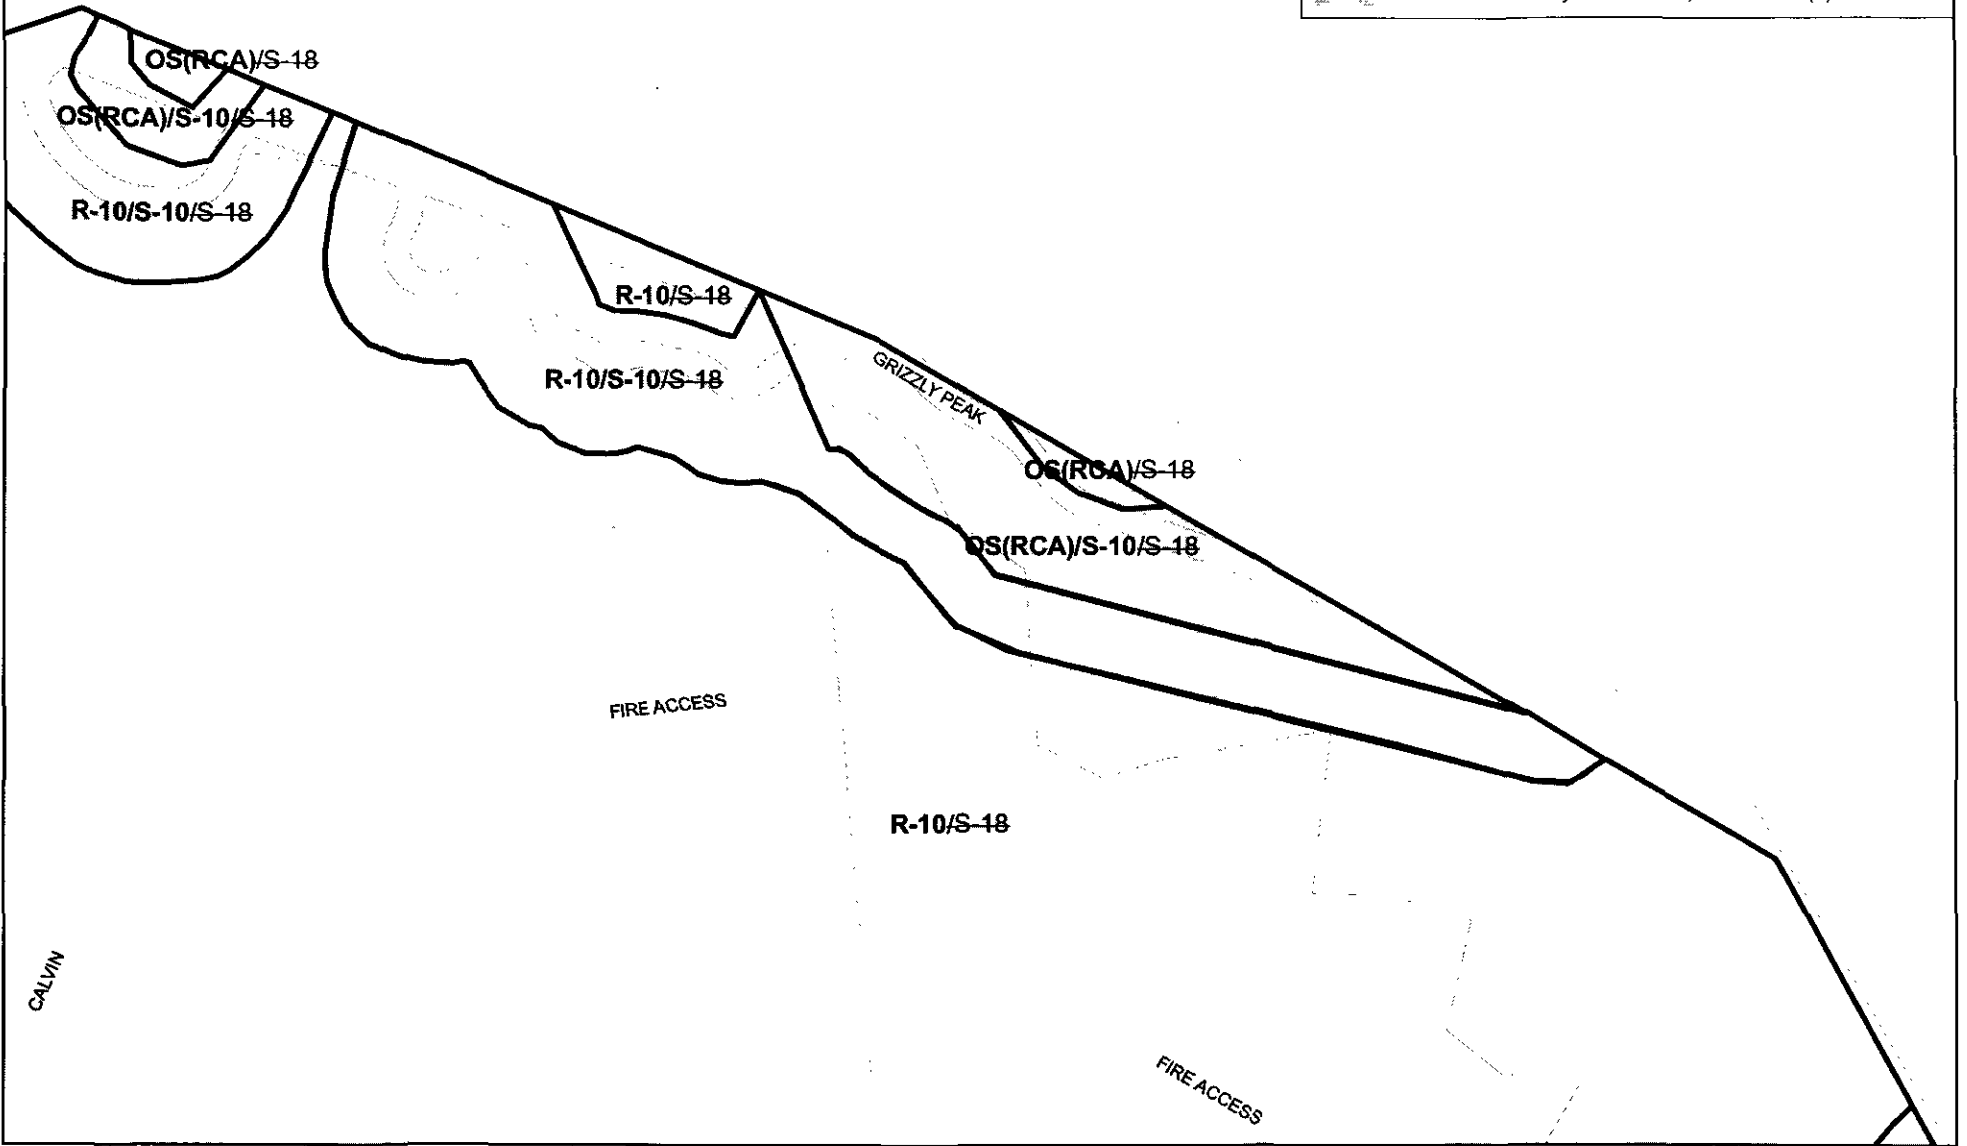 OS(RCA)/S-18
OS(RCA)/S-10/S-18
R-10/S-10/S-18
R-10/S-18
R-10/S-10/S-18
GRIZZLY PEAK
OS(RCA)/S-18
OS(RCA)/S-10/S-18
FIRE ACCESS
R-10/S-18
CALVIN
FIRE ACCESS